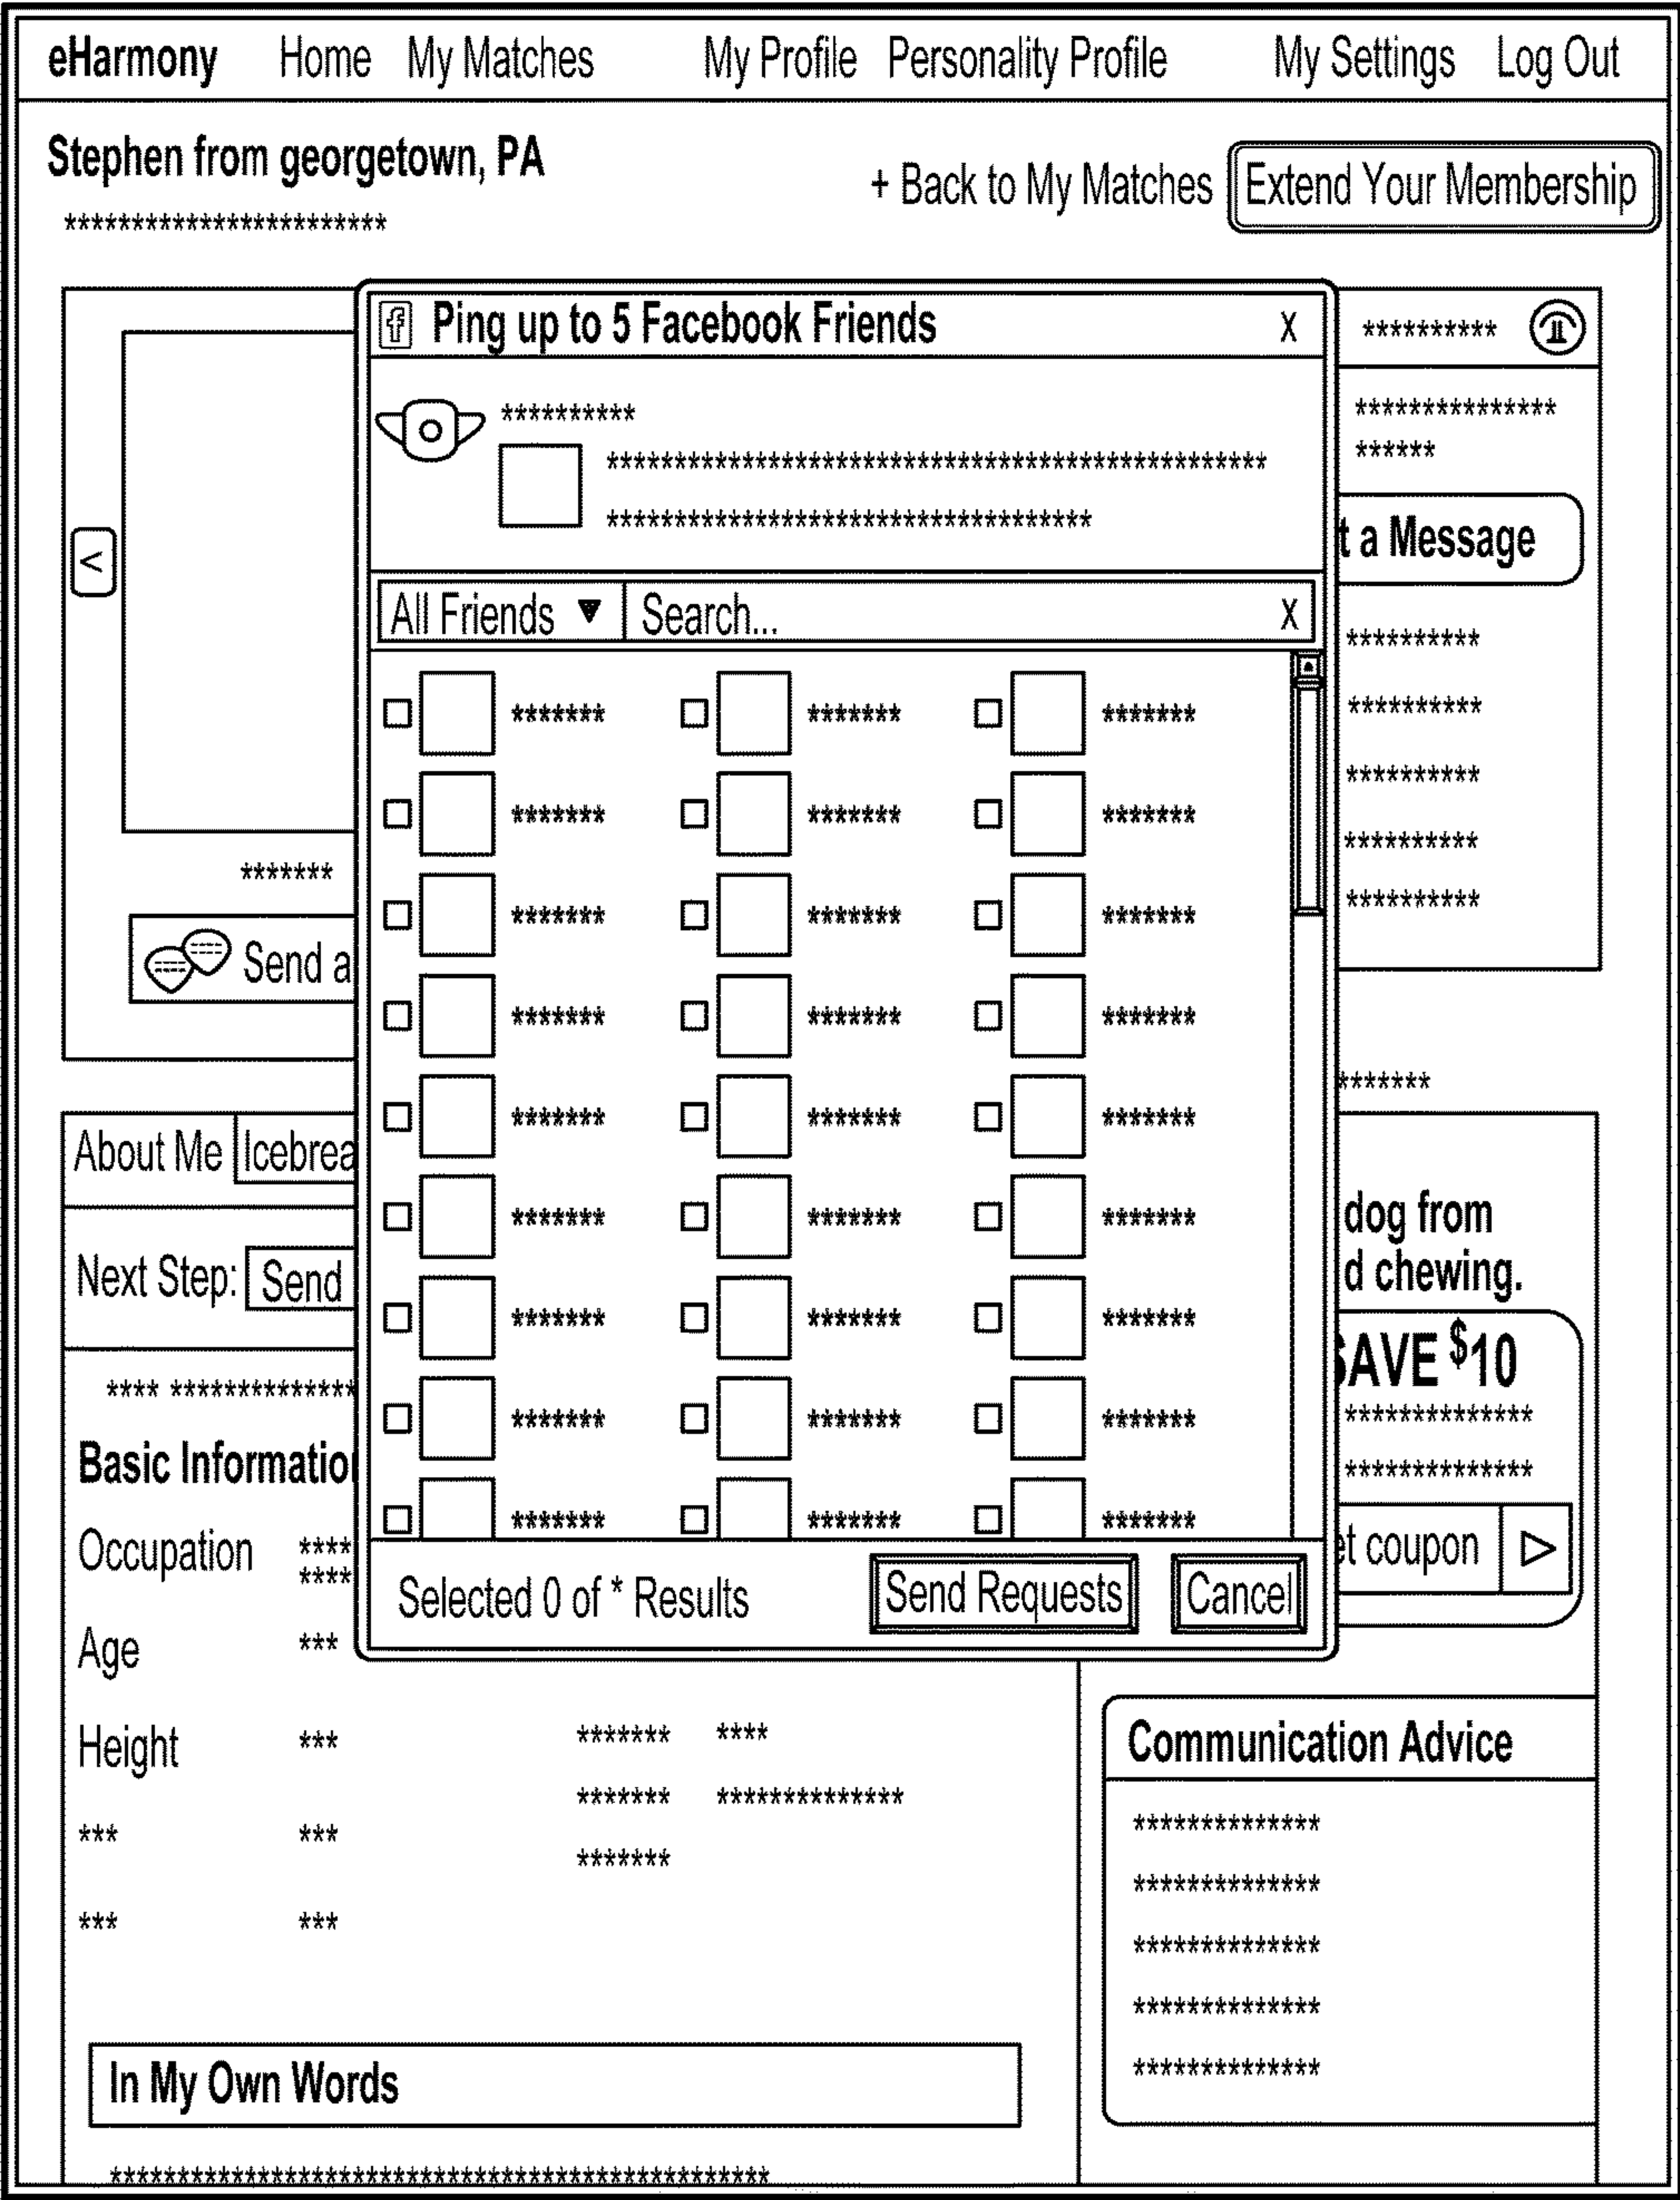 eHarmony Home My Matches My Profile Personality Profile My Settings Log Out
Stephen from georgetown, PA
+ Back to My Matches Extend Your Membership
************************
f Ping up to 5 Facebook Friends X
**********
**********
*************************************************
************************************
***************
******
<
t a Message
All Friends ▼ Search... X
**********
**********
**********
**********
**********
******* ******* *******
******* ******* *******
******* ******* *******
******* ******* *******
******* ******* *******
******* ******* *******
******* ******* *******
******* ******* *******
******* ******* *******
*******
Send a
*******
About Me Icebrea
Next Step: Send
dog from
d chewing.
SAVE $10
**************
**************
et coupon
**** **************
Basic Information
Occupation ****
****
Selected 0 of * Results Send Requests Cancel
Age ***
Height *** ******* ****
******* **************
*** *** *******
*** ***
Communication Advice
**************
**************
**************
**************
**************
In My Own Words
*************************************************